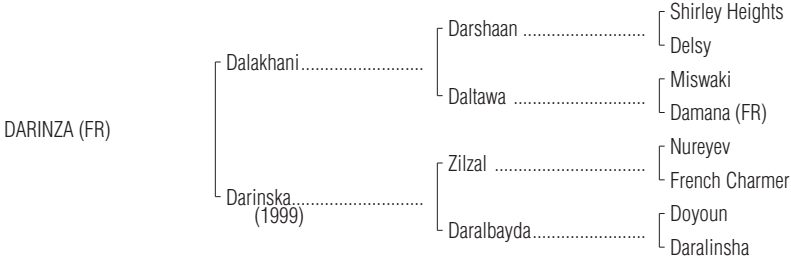 Shirley Heights
Darshaan ..............................
Delsy
Dalakhani..............................
Miswaki
Daltawa ................................
Damana (FR)
DARINZA (FR)
Nureyev
Zilzal .....................................
French Charmer
Darinska................................
(1999)
Doyoun
Daralbayda............................
Daralinsha